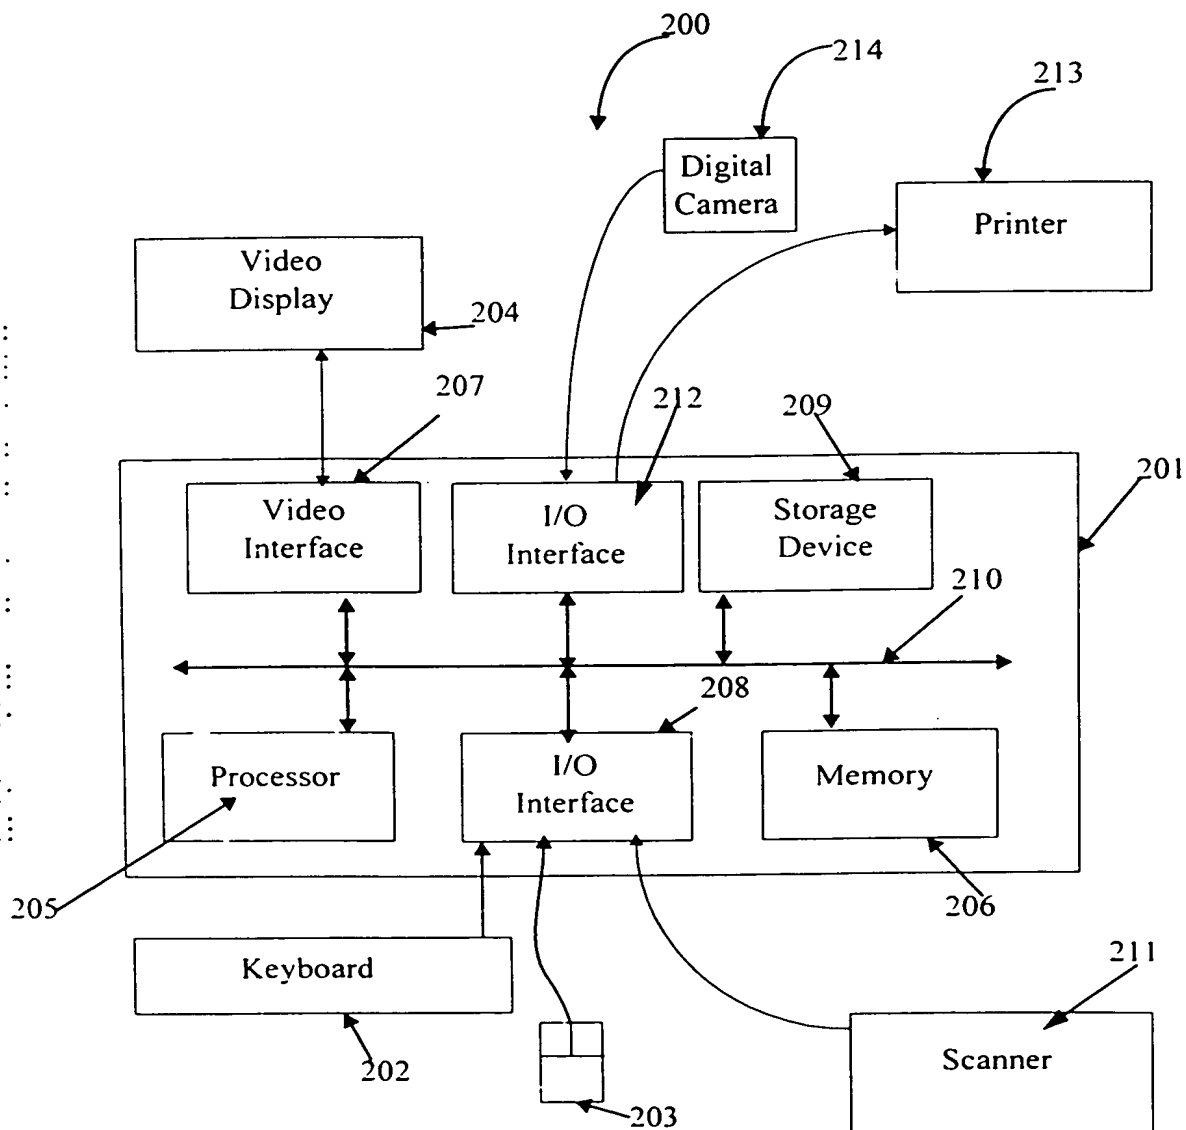 200
214
213
Digital
Camera
Printer
Video
Display
204
207
212
209
201
Video
Interface
I/O
Interface
Storage
Device
210
208
Processor
I/O
Interface
Memory
205
206
Keyboard
211
202
203
Scanner